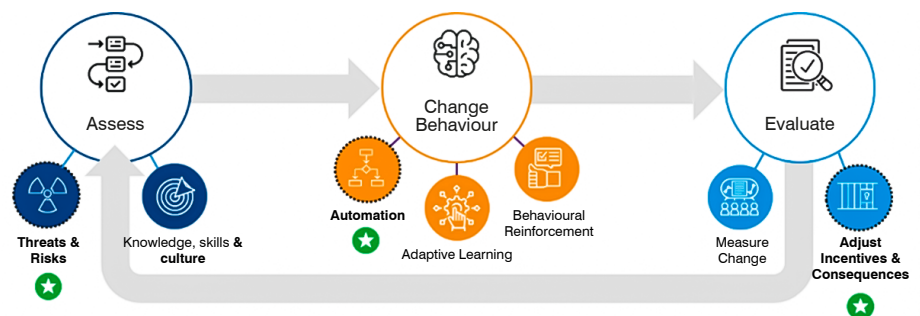 Assess
Change
Behaviour
Evaluate
Threats &
Risks
Knowledge, skills &
culture
Automation
Adaptive Learning
Behavioural
Reinforcement
Measure
Change
Adjust
Incentives &
Consequences